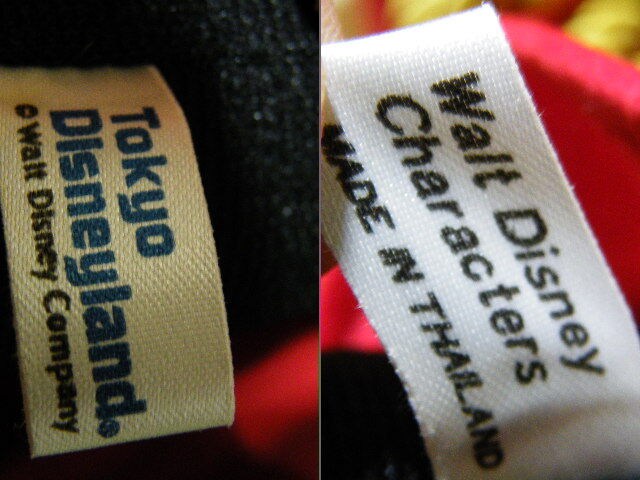 Tokyo
Disneyland®
© Walt Disney Company
Walt Disney
Characters
MADE IN THAILAND